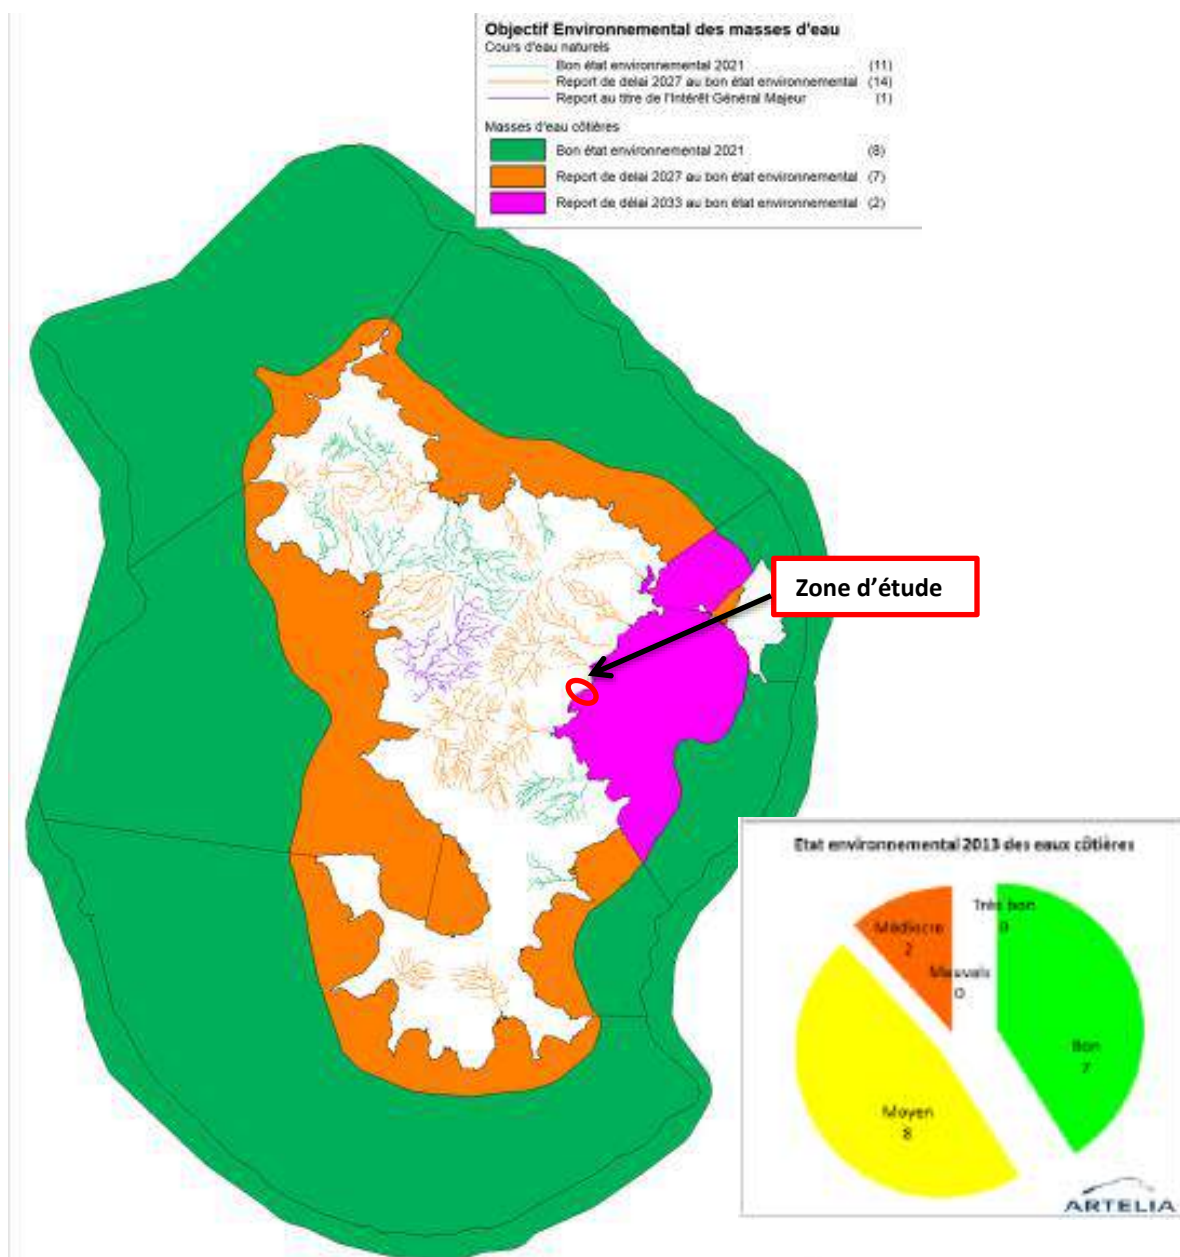 Objectif Environnemental des masses d'eau
Cours d'eau naturels
Bon état environnemental 2021 (11)
Report de delai 2027 au bon état environnemental (14)
Report au titre de l'Intérêt Général Majeur (1)
Masses d'eau côtières
Bon état environnemental 2021 (8)
Report de delai 2027 au bon état environnemental (7)
Report de délai 2033 au bon état environnemental (2)
Zone d'étude
Etat environnemental 2013 des eaux côtières
Très bon
0
Médiocre
2
Mauvais
0
Bon
7
Moyen
8
ARTELIA